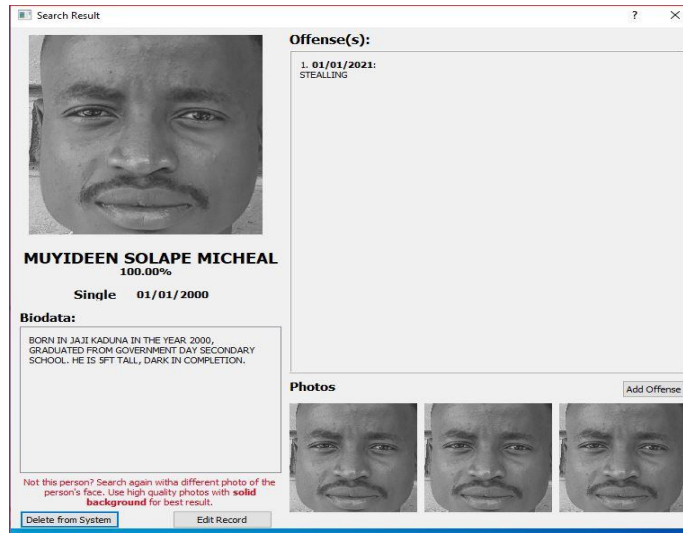 Search Result
? X
MUYIDEEN SOLAPE MICHEAL
100.00%
Single 01/01/2000
Biodata:
BORN IN JAJI KADUNA IN THE YEAR 2000,
GRADUATED FROM GOVERNMENT DAY SECONDARY
SCHOOL. HE IS 5FT TALL, DARK IN COMPLETION.
Not this person? Search again witha different photo of the
person's face. Use high quality photos with solid
background for best result.
Delete from System
Edit Record
Offense(s):
1. 01/01/2021:
STEALLING
Photos
Add Offense